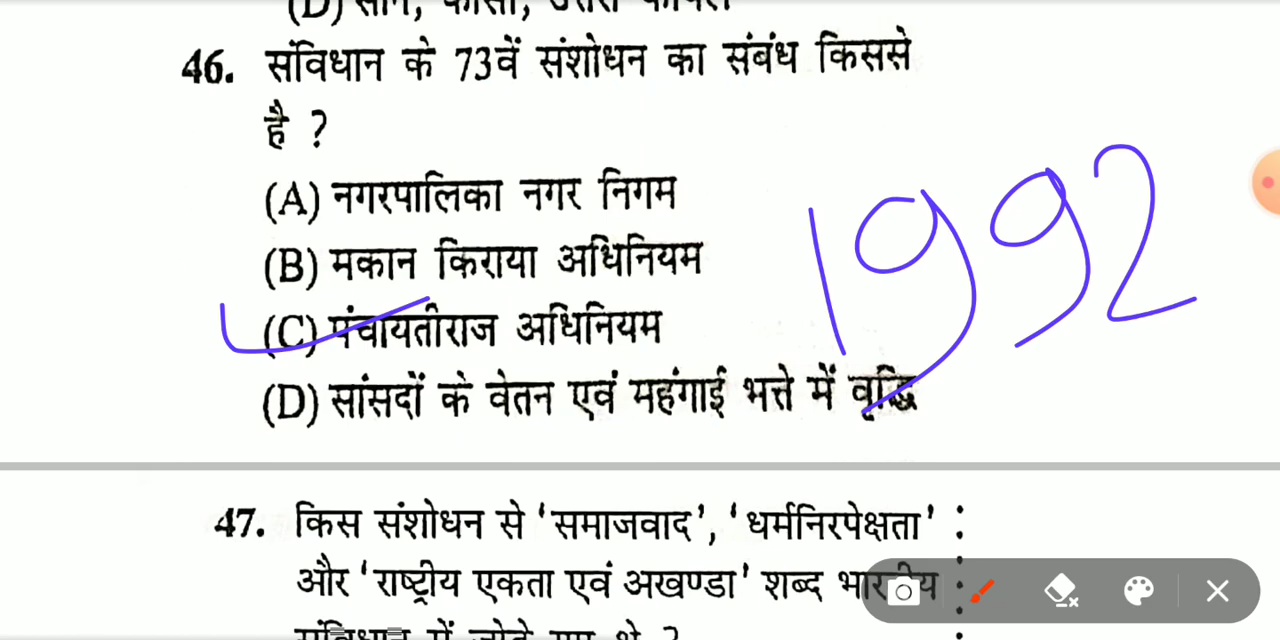 46. संविधान के 73वें संशोधन का संबंध किससे
है ?
(A) नगरपालिका नगर निगम
(B) मकान किराया अधिनियम
(C) पंचायतीराज अधिनियम
(D) सांसदों के वेतन एवं महंगाई भत्ते में वृद्धि
1992
47. किस संशोधन से 'समाजवाद', 'धर्मनिरपेक्षता'
और 'राष्ट्रीय एकता एवं अखण्डा' शब्द भारतीय